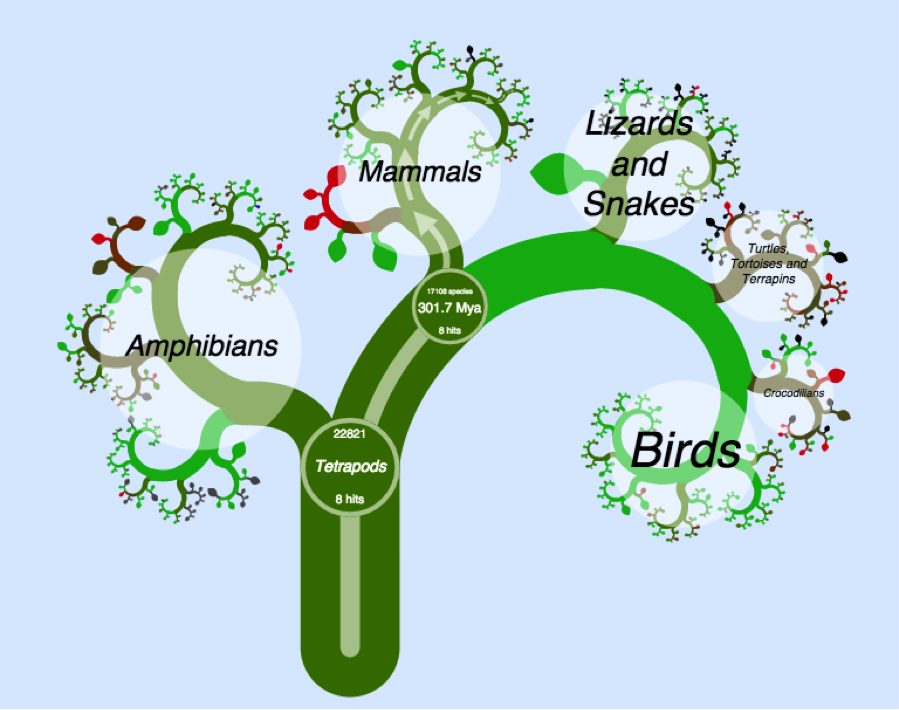 Lizards
and
Snakes
Mammals
Turtles,
Tortoises and
Terrapins
17108 species
301.7 Mya
8 hits
Amphibians
Crocodilians
22821
Tetrapods
8 hits
Birds